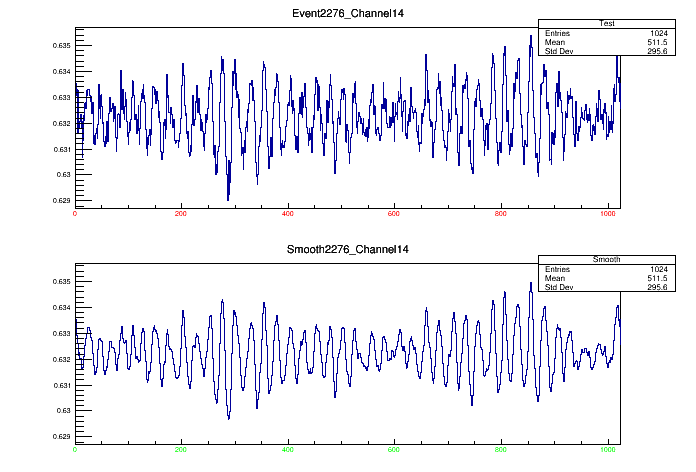 Event2276_Channel14
Test
Entries 1024
Mean 511.5
Std Dev 295.6
0.635
0.634
0.633
0.632
0.631
0.63
0.629
0 200 400 600 800 1000
Smooth2276_Channel14
Smooth
Entries 1024
Mean 511.5
Std Dev 295.6
0.635
0.634
0.633
0.632
0.631
0.63
0.629
0 200 400 600 800 1000